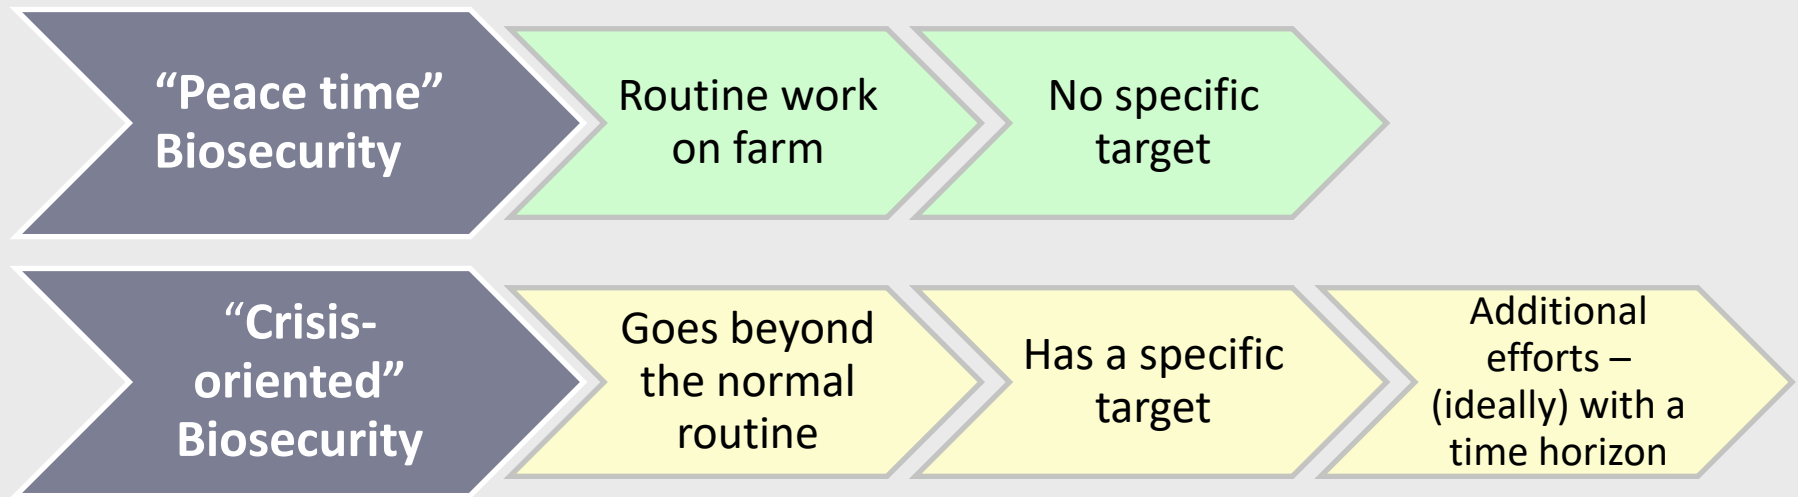 “Peace time”
Biosecurity
Routine work
on farm
No specific
target
“Crisis-
oriented”
Biosecurity
Goes beyond
the normal
routine
Has a specific
target
Additional
efforts –
(ideally) with a
time horizon